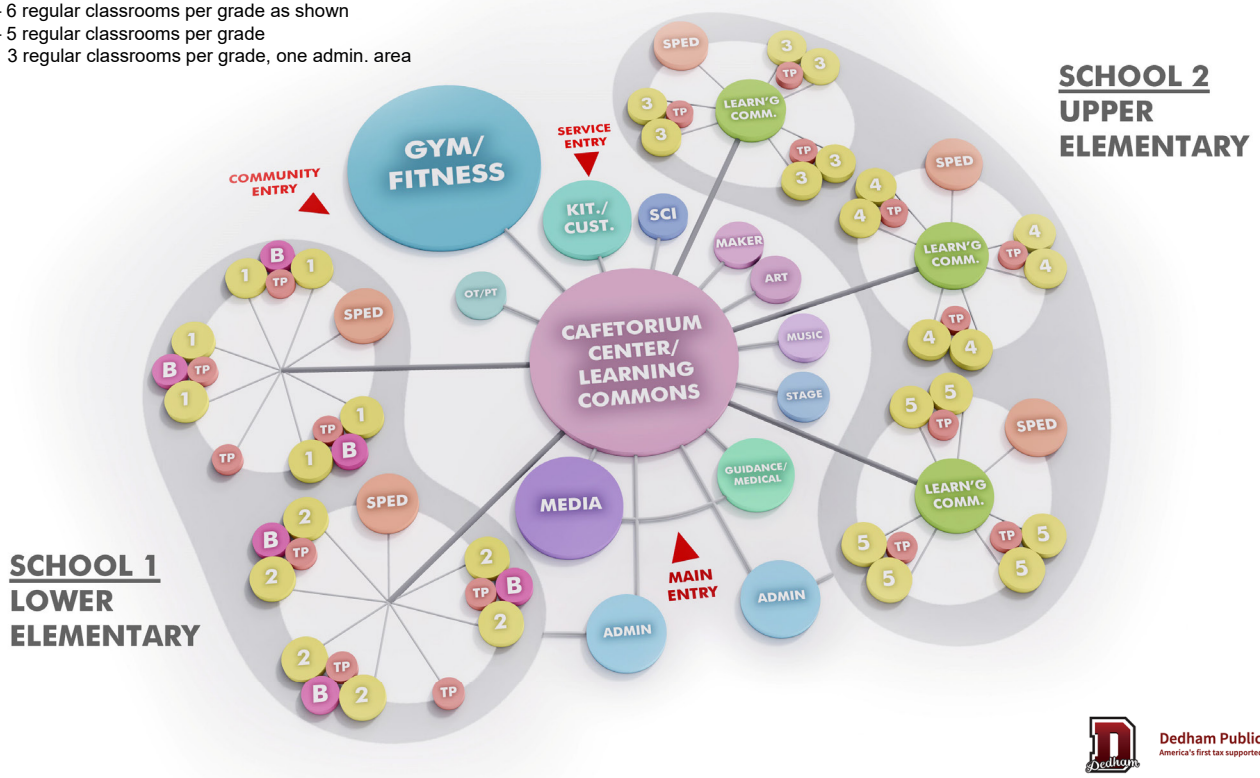 - 6 regular classrooms per grade as shown
- 5 regular classrooms per grade
3 regular classrooms per grade, one admin. area
SCHOOL 2
UPPER
ELEMENTARY
SPED
3
3
TP
3
TP
3
LEARN'G
COMM.
TP
3
3
SERVICE
ENTRY
GYM/
FITNESS
COMMUNITY
ENTRY
KIT./
CUST.
SCI
MAKER
ART
MUSIC
STAGE
OT/PT
CAFETORIUM
CENTER/
LEARNING
COMMONS
4
4
TP
SPED
LEARN'G
COMM.
4
TP
4
TP
4
4
B
1
1
TP
SPED
1
B
TP
1
TP
1
TP
1
B
5
5
TP
SPED
LEARN'G
COMM.
5
TP
5
TP
5
5
MEDIA
GUIDANCE/
MEDICAL
MAIN
ENTRY
ADMIN
ADMIN
SPED
2
B
TP
2
2
TP
B
2
2
TP
B
2
TP
SCHOOL 1
LOWER
ELEMENTARY
D
Dedham
Dedham Public
America's first tax supported